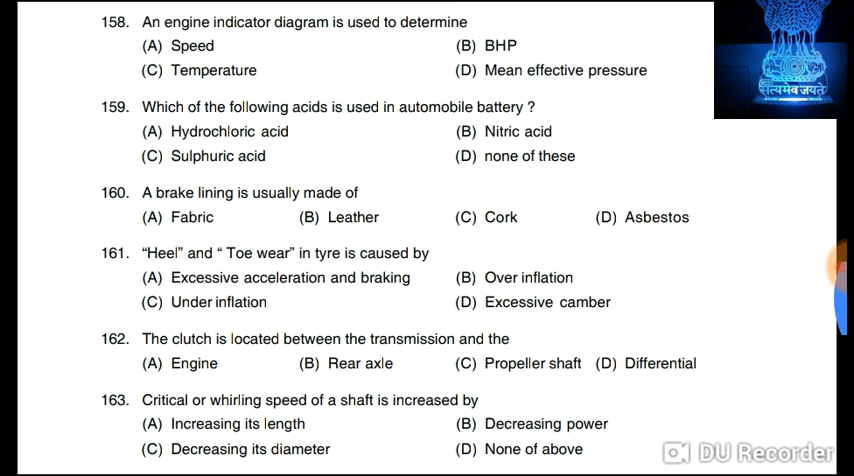 158. An engine indicator diagram is used to determine
(A) Speed (B) BHP
(C) Temperature (D) Mean effective pressure
159. Which of the following acids is used in automobile battery ?
(A) Hydrochloric acid (B) Nitric acid
(C) Sulphuric acid (D) none of these
160. A brake lining is usually made of
(A) Fabric (B) Leather (C) Cork (D) Asbestos
161. “Heel” and “ Toe wear” in tyre is caused by
(A) Excessive acceleration and braking (B) Over inflation
(C) Under inflation (D) Excessive camber
162. The clutch is located between the transmission and the
(A) Engine (B) Rear axle (C) Propeller shaft (D) Differential
163. Critical or whirling speed of a shaft is increased by
(A) Increasing its length (B) Decreasing power
(C) Decreasing its diameter (D) None of above
सत्यमेव जयते
DU Recorder